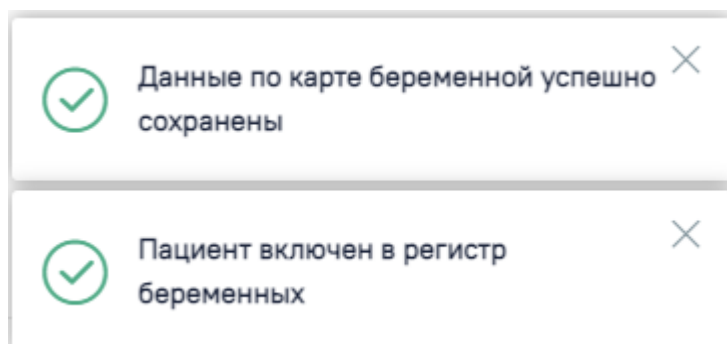 Данные по карте беременной успешно
сохранены
Пациент включен в регистр
беременных